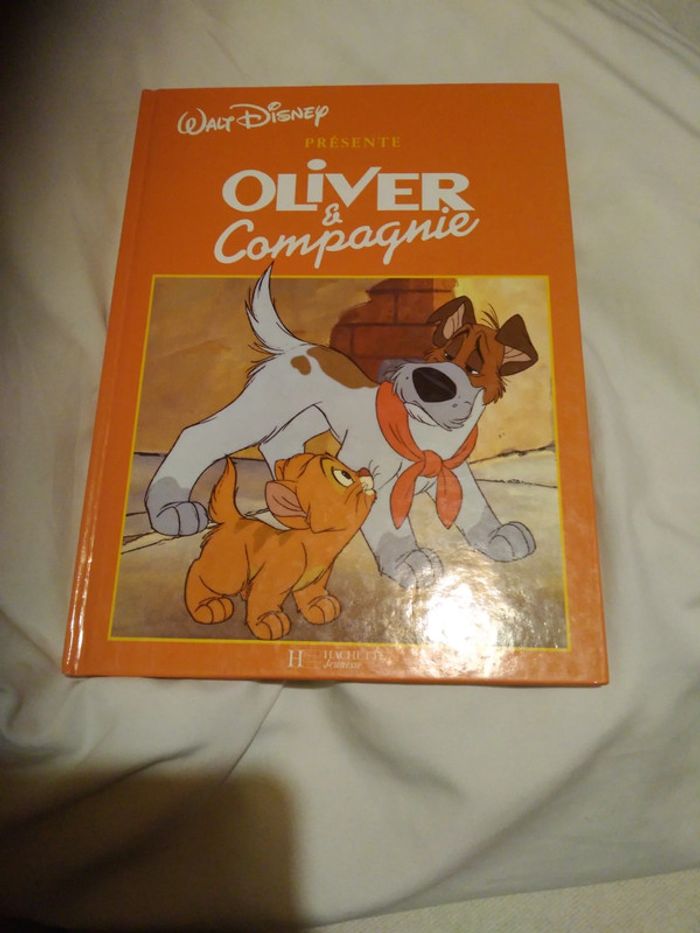 WALT DISNEY
PRÉSENTE
OLiVER
&
Compagnie
H HACHETTE
Jeunesse